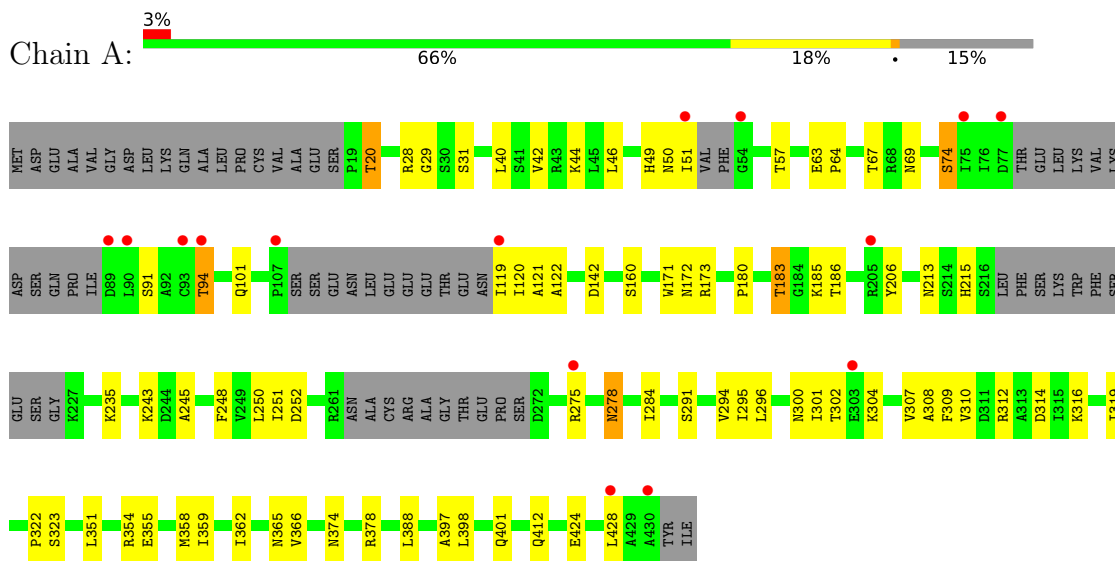 3%
Chain A:
66% 18% • 15%
MET ASP GLU ALA VAL GLY ASP LEU LYS GLN ALA LEU PRO CYS VAL ALA GLU SER P19 T20 R28 G29 S30 S31 L40 S41 V42 R43 K44 L45 L46 H49 N50 I51 VAL PHE G54 T57 E63 P64 T67 R68 N69 S74 I75 I76 D77 THR GLU LEU LYS VAL LYS
ASP SER GLN PRO ILE D89 L90 S91 A92 C93 T94 Q101 P107 SER SER GLU ASN LEU GLU GLU GLU THR GLU ASN I119 I120 A121 A122 D142 S160 W171 N172 R173 P180 T183 G184 K185 T186 R205 Y206 N213 S214 H215 S216 LEU PHE SER LYS TRP PHE SER
GLU SER GLY K227 K235 K243 D244 A245 F248 V249 L250 I251 D252 R261 ASN ALA CYS ARG ALA GLY THR GLU PRO SER D272 R275 N278 I284 S291 V294 I295 L296 N300 I301 T302 E303 K304 V307 A308 F309 V310 D311 R312 A313 D314 I315 K316 I319
P322 S323 L351 R354 E355 M358 I359 I362 N365 V366 N374 R378 L388 A397 L398 Q401 Q412 E424 L428 A429 A430 TYR ILE